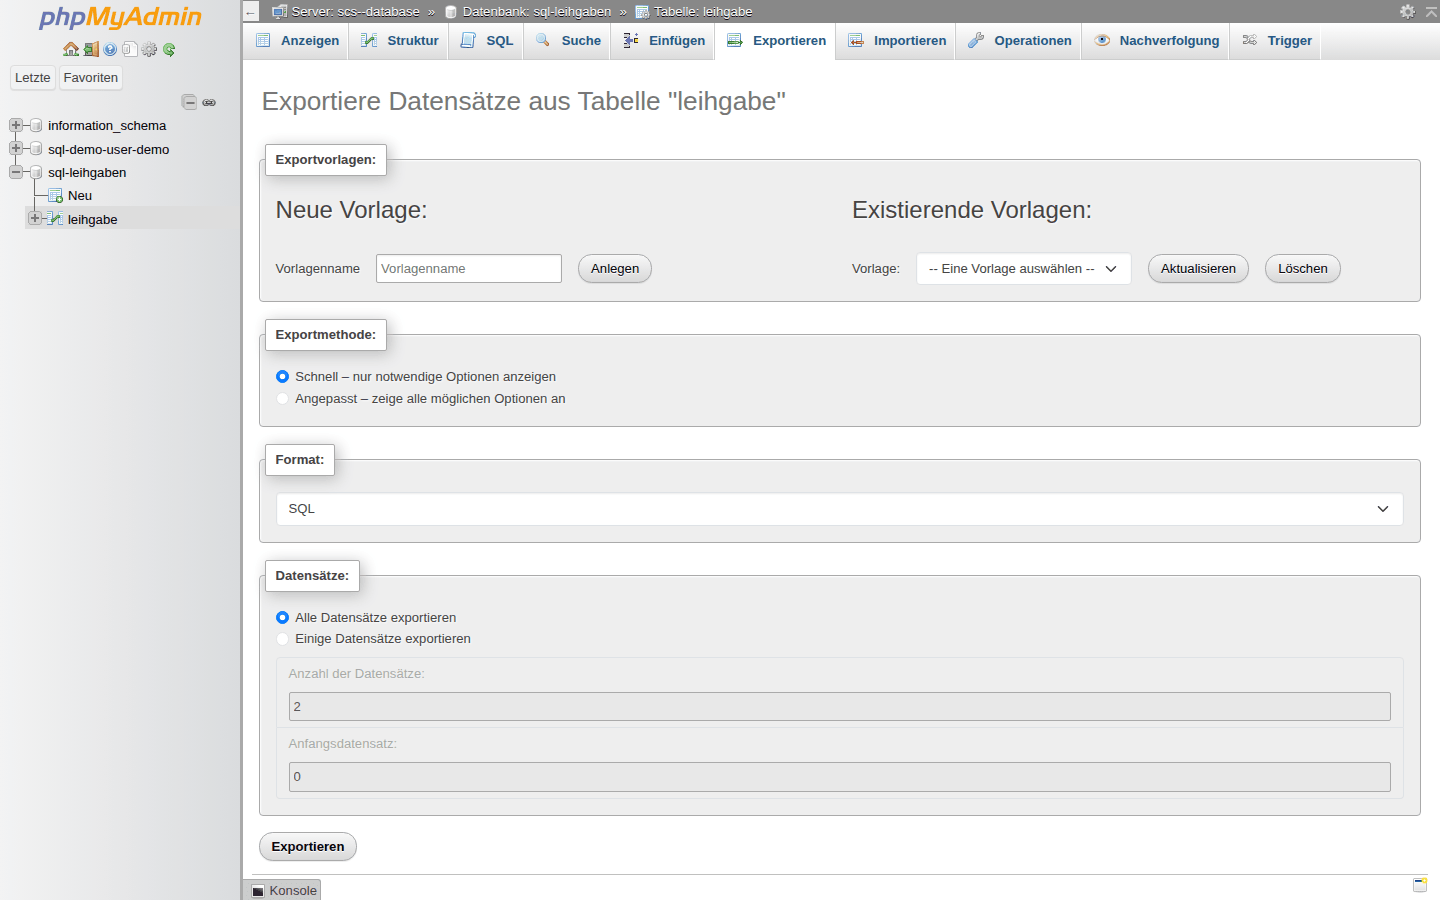 phpMyAdmin
Letzte Favoriten
information_schema
sql-demo-user-demo
sql-leihgaben
Neu
leihgabe
← Server: scs--database » Datenbank: sql-leihgaben » Tabelle: leihgabe
Anzeigen Struktur SQL Suche Einfügen Exportieren Importieren Operationen Nachverfolgung Trigger
Exportiere Datensätze aus Tabelle "leihgabe"
Exportvorlagen:
Neue Vorlage:
Vorlagenname Vorlagenname Anlegen
Existierende Vorlagen:
Vorlage: -- Eine Vorlage auswählen -- Aktualisieren Löschen
Exportmethode:
Schnell – nur notwendige Optionen anzeigen
Angepasst – zeige alle möglichen Optionen an
Format:
SQL
Datensätze:
Alle Datensätze exportieren
Einige Datensätze exportieren
Anzahl der Datensätze:
2
Anfangsdatensatz:
0
Exportieren
Konsole